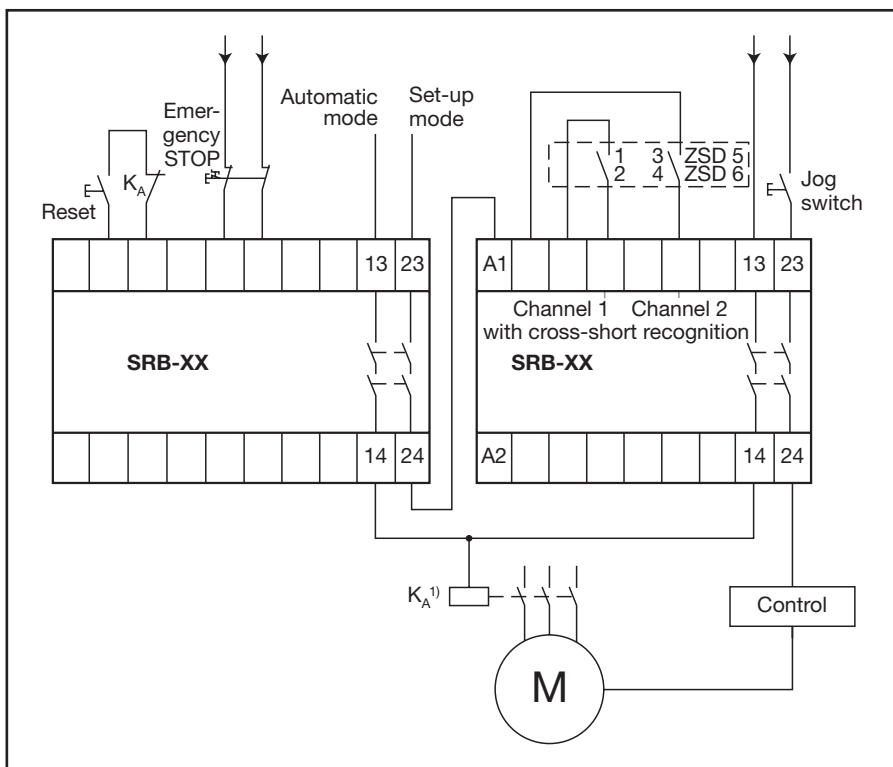 Emer-
gency
STOP
Automatic
mode
Set-up
mode
K_A
Reset
1 3 ZSD 5
2 4 ZSD 6
Jog
switch
13 23
A1
13 23
Channel 1 Channel 2
with cross-short recognition
SRB-XX
SRB-XX
14 24
A2
14 24
K_A¹⁾
Control
M